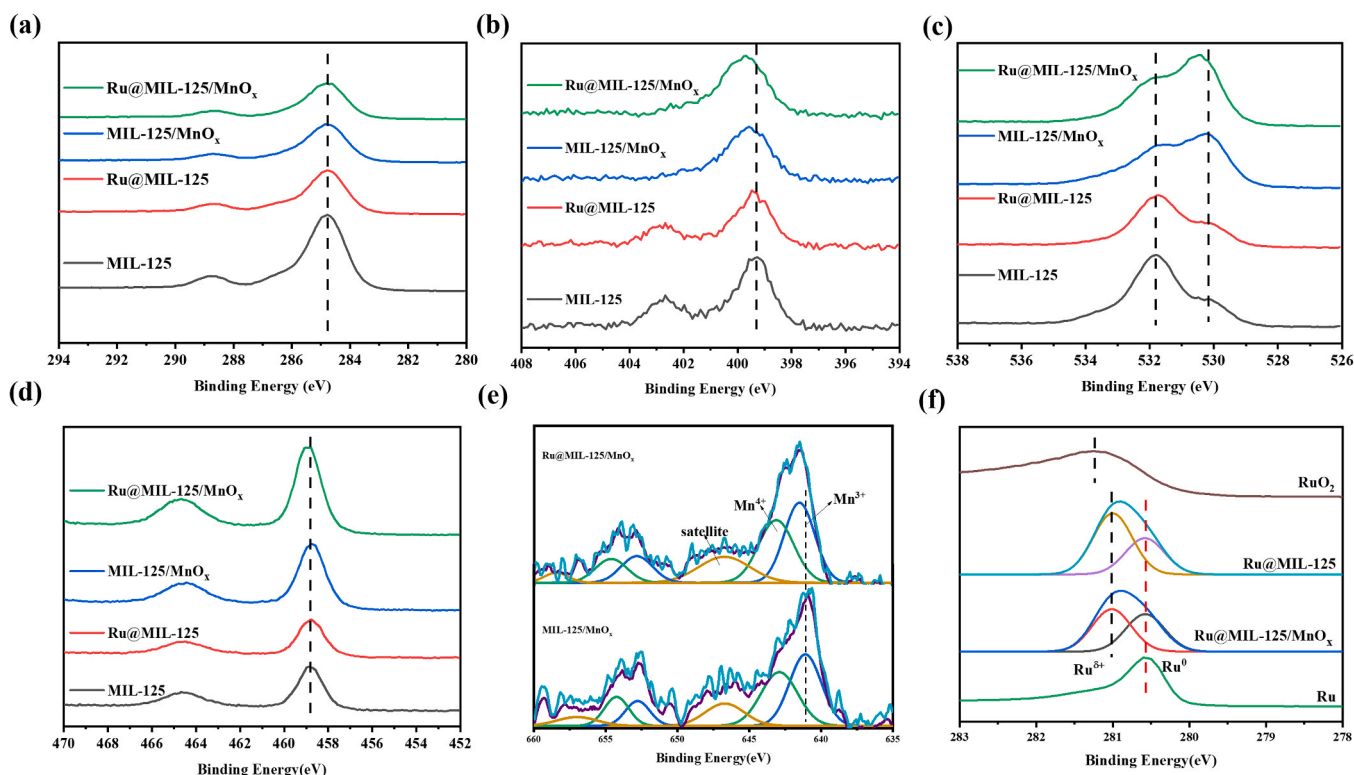 (a)
Ru@MIL-125/MnOₓ
MIL-125/MnOₓ
Ru@MIL-125
MIL-125
294 292 290 288 286 284 282 280
Binding Energy (eV)
(b)
Ru@MIL-125/MnOₓ
MIL-125/MnOₓ
Ru@MIL-125
MIL-125
408 406 404 402 400 398 396 394
Binding Energy (eV)
(c)
Ru@MIL-125/MnOₓ
MIL-125/MnOₓ
Ru@MIL-125
MIL-125
538 536 534 532 530 528 526
Binding Energy (eV)
(d)
Ru@MIL-125/MnOₓ
MIL-125/MnOₓ
Ru@MIL-125
MIL-125
470 468 466 464 462 460 458 456 454 452
Binding Energy(eV)
(e)
Ru@MIL-125/MnOₓ
Mn⁴⁺
Mn³⁺
satellite
MIL-125/MnOₓ
660 655 650 645 640 635
Binding Energy(eV)
(f)
RuO₂
Ru@MIL-125
Ru@MIL-125/MnOₓ
Ruᵟ⁺
Ru⁰
Ru
283 282 281 280 279 278
Binding Energy(eV)